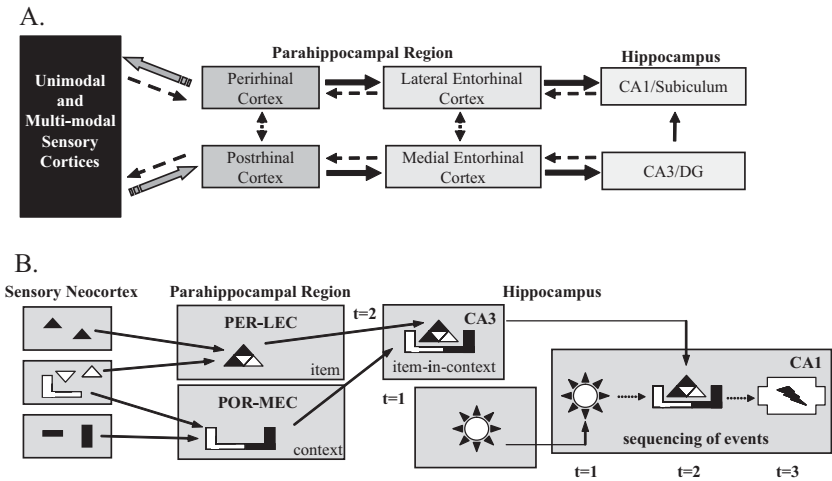 A.
Parahippocampal Region
Hippocampus
Unimodal
and
Multi-modal
Sensory
Cortices
Perirhinal
Cortex
Lateral Entorhinal
Cortex
CA1/Subiculum
Postrhinal
Cortex
Medial Entorhinal
Cortex
CA3/DG
B.
Sensory Neocortex
Parahippocampal Region
Hippocampus
PER-LEC
item
t=2
CA3
item-in-context
POR-MEC
context
t=1
CA1
sequencing of events
t=1
t=2
t=3